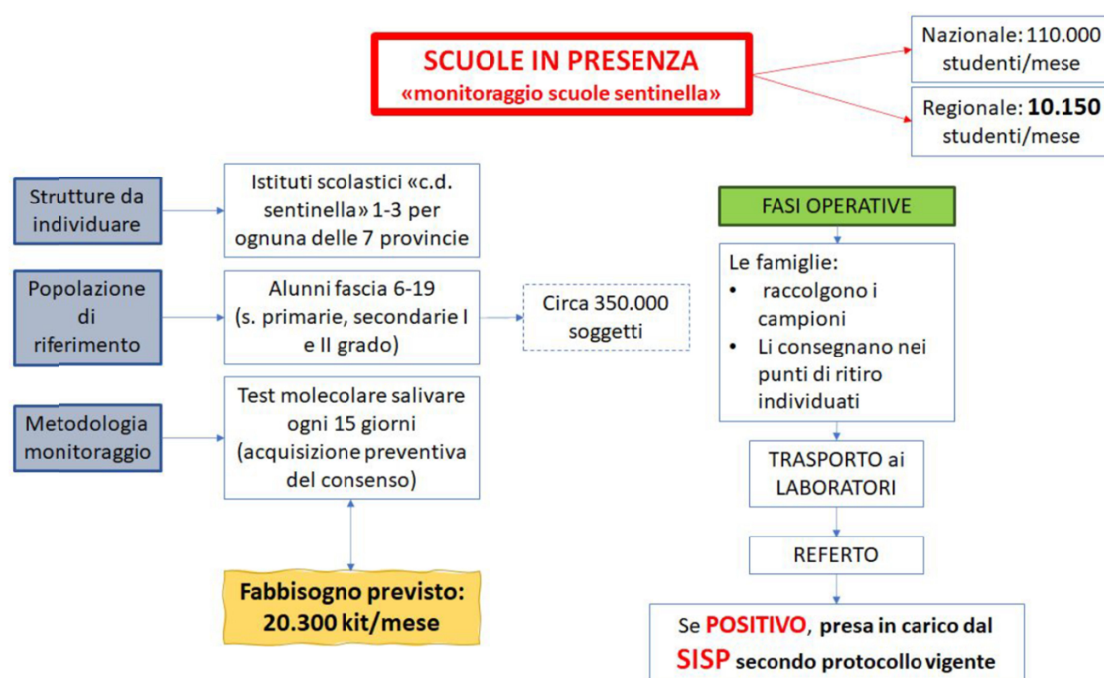 SCUOLE IN PRESENZA
«monitoraggio scuole sentinella»
Nazionale: 110.000
studenti/mese
Regionale: 10.150
studenti/mese
Strutture da
individuare
Istituti scolastici «c.d.
sentinella» 1-3 per
ognuna delle 7 provincie
Popolazione
di
riferimento
Alunni fascia 6-19
(s. primarie, secondarie I
e II grado)
Circa 350.000
soggetti
Metodologia
monitoraggio
Test molecolare salivare
ogni 15 giorni
(acquisizione preventiva
del consenso)
Fabbisogno previsto:
20.300 kit/mese
FASI OPERATIVE
Le famiglie:
• raccolgono i
campioni
• Li consegnano nei
punti di ritiro
individuati
TRASPORTO ai
LABORATORI
REFERTO
Se POSITIVO, presa in carico dal
SISP secondo protocollo vigente